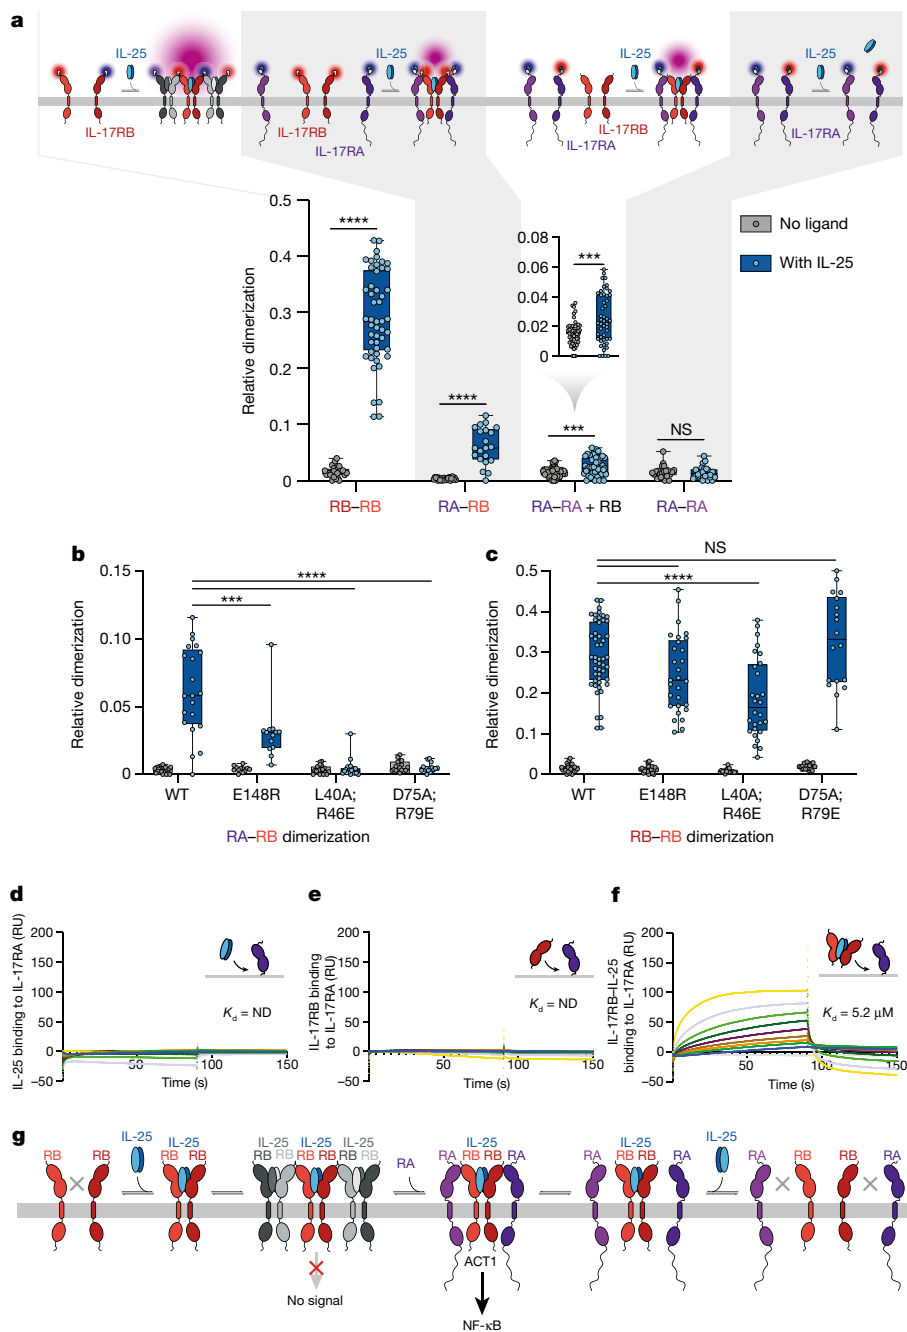 a
IL-25 IL-25 IL-25 IL-25
IL-17RB IL-17RB IL-17RB IL-17RA
IL-17RA IL-17RA
Relative dimerization
0.5
0.4
0.3
0.2
0.1
0
****
****
***
NS
0.08
0.06
0.04
0.02
0
***
No ligand
With IL-25
RB–RB RA–RB RA–RA + RB RA–RA
b
Relative dimerization
0.15
0.10
0.05
0
****
***
WT E148R L40A; D75A;
R46E R79E
RA–RB dimerization
c
Relative dimerization
0.5
0.4
0.3
0.2
0.1
0
NS
****
WT E148R L40A; D75A;
R46E R79E
RB–RB dimerization
d
IL-25 binding to IL-17RA (RU)
200
150
100
50
0
−50
50 100 150
Time (s)
Kd = ND
e
IL-17RB binding
to IL-17RA (RU)
200
150
100
50
0
−50
50 100 150
Time (s)
Kd = ND
f
IL-17RB–IL-25
binding to IL-17RA (RU)
200
150
100
50
0
−50
50 100 150
Time (s)
Kd = 5.2 µM
g
RB RB IL-25 IL-25 RB RB IL-25 IL-25 IL-25 RB RB RB RB RB RB RA IL-25 RA RB RB RA IL-25 RA RB RB RA IL-25 RA RB RB RA
No signal
ACT1
NF-κB